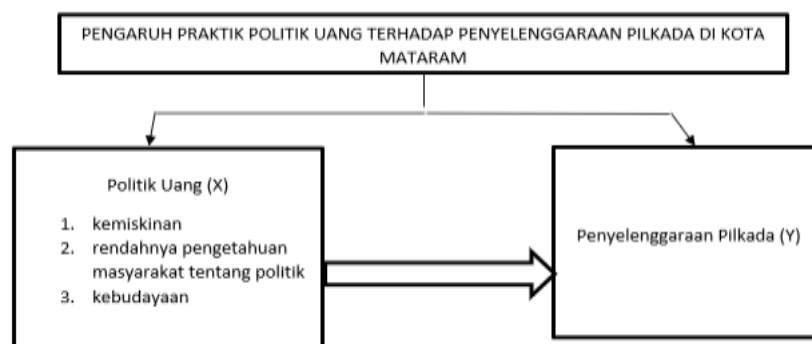 PENGARUH PRAKTIK POLITIK UANG TERHADAP PENYELENGGARAAN PILKADA DI KOTA
MATARAM
Politik Uang (X)
1. kemiskinan
2. rendahnya pengetahuan
masyarakat tentang politik
3. kebudayaan
Penyelenggaraan Pilkada (Y)